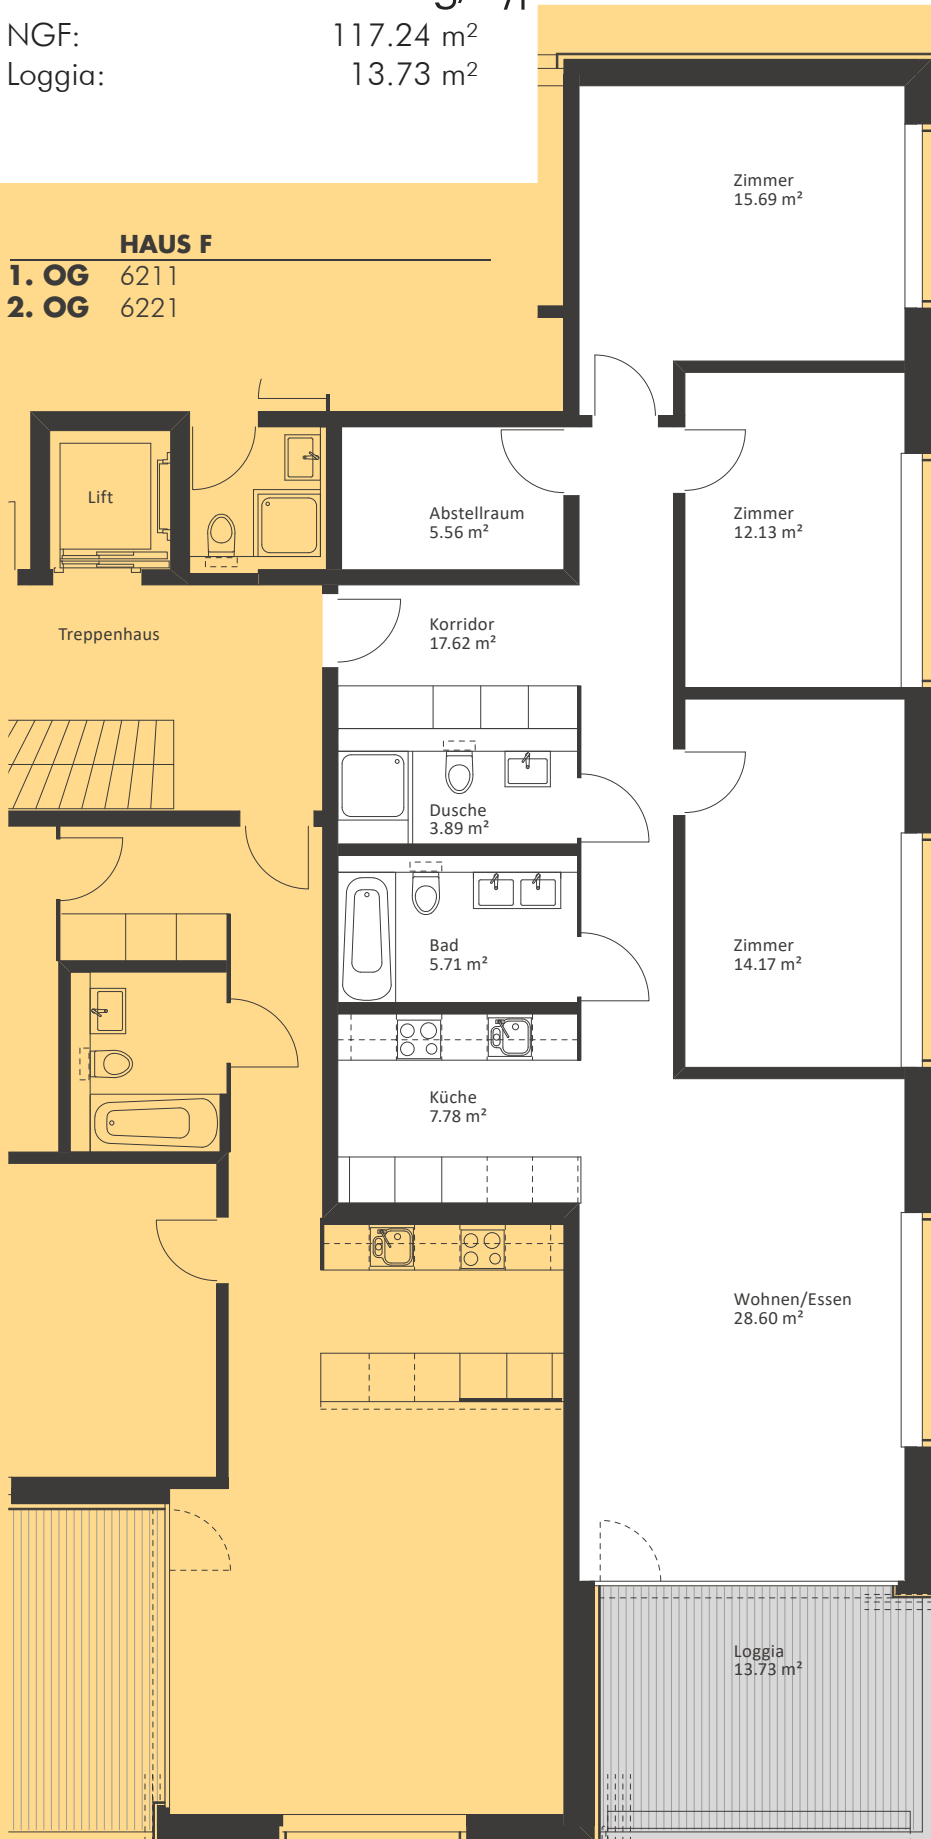 NGF: 117.24 m²
Loggia: 13.73 m²
HAUS F
1. OG 6211
2. OG 6221
Zimmer
15.69 m²
Lift
Abstellraum
5.56 m²
Zimmer
12.13 m²
Treppenhaus
Korridor
17.62 m²
Dusche
3.89 m²
Bad
5.71 m²
Zimmer
14.17 m²
Küche
7.78 m²
Wohnen/Essen
28.60 m²
Loggia
13.73 m²